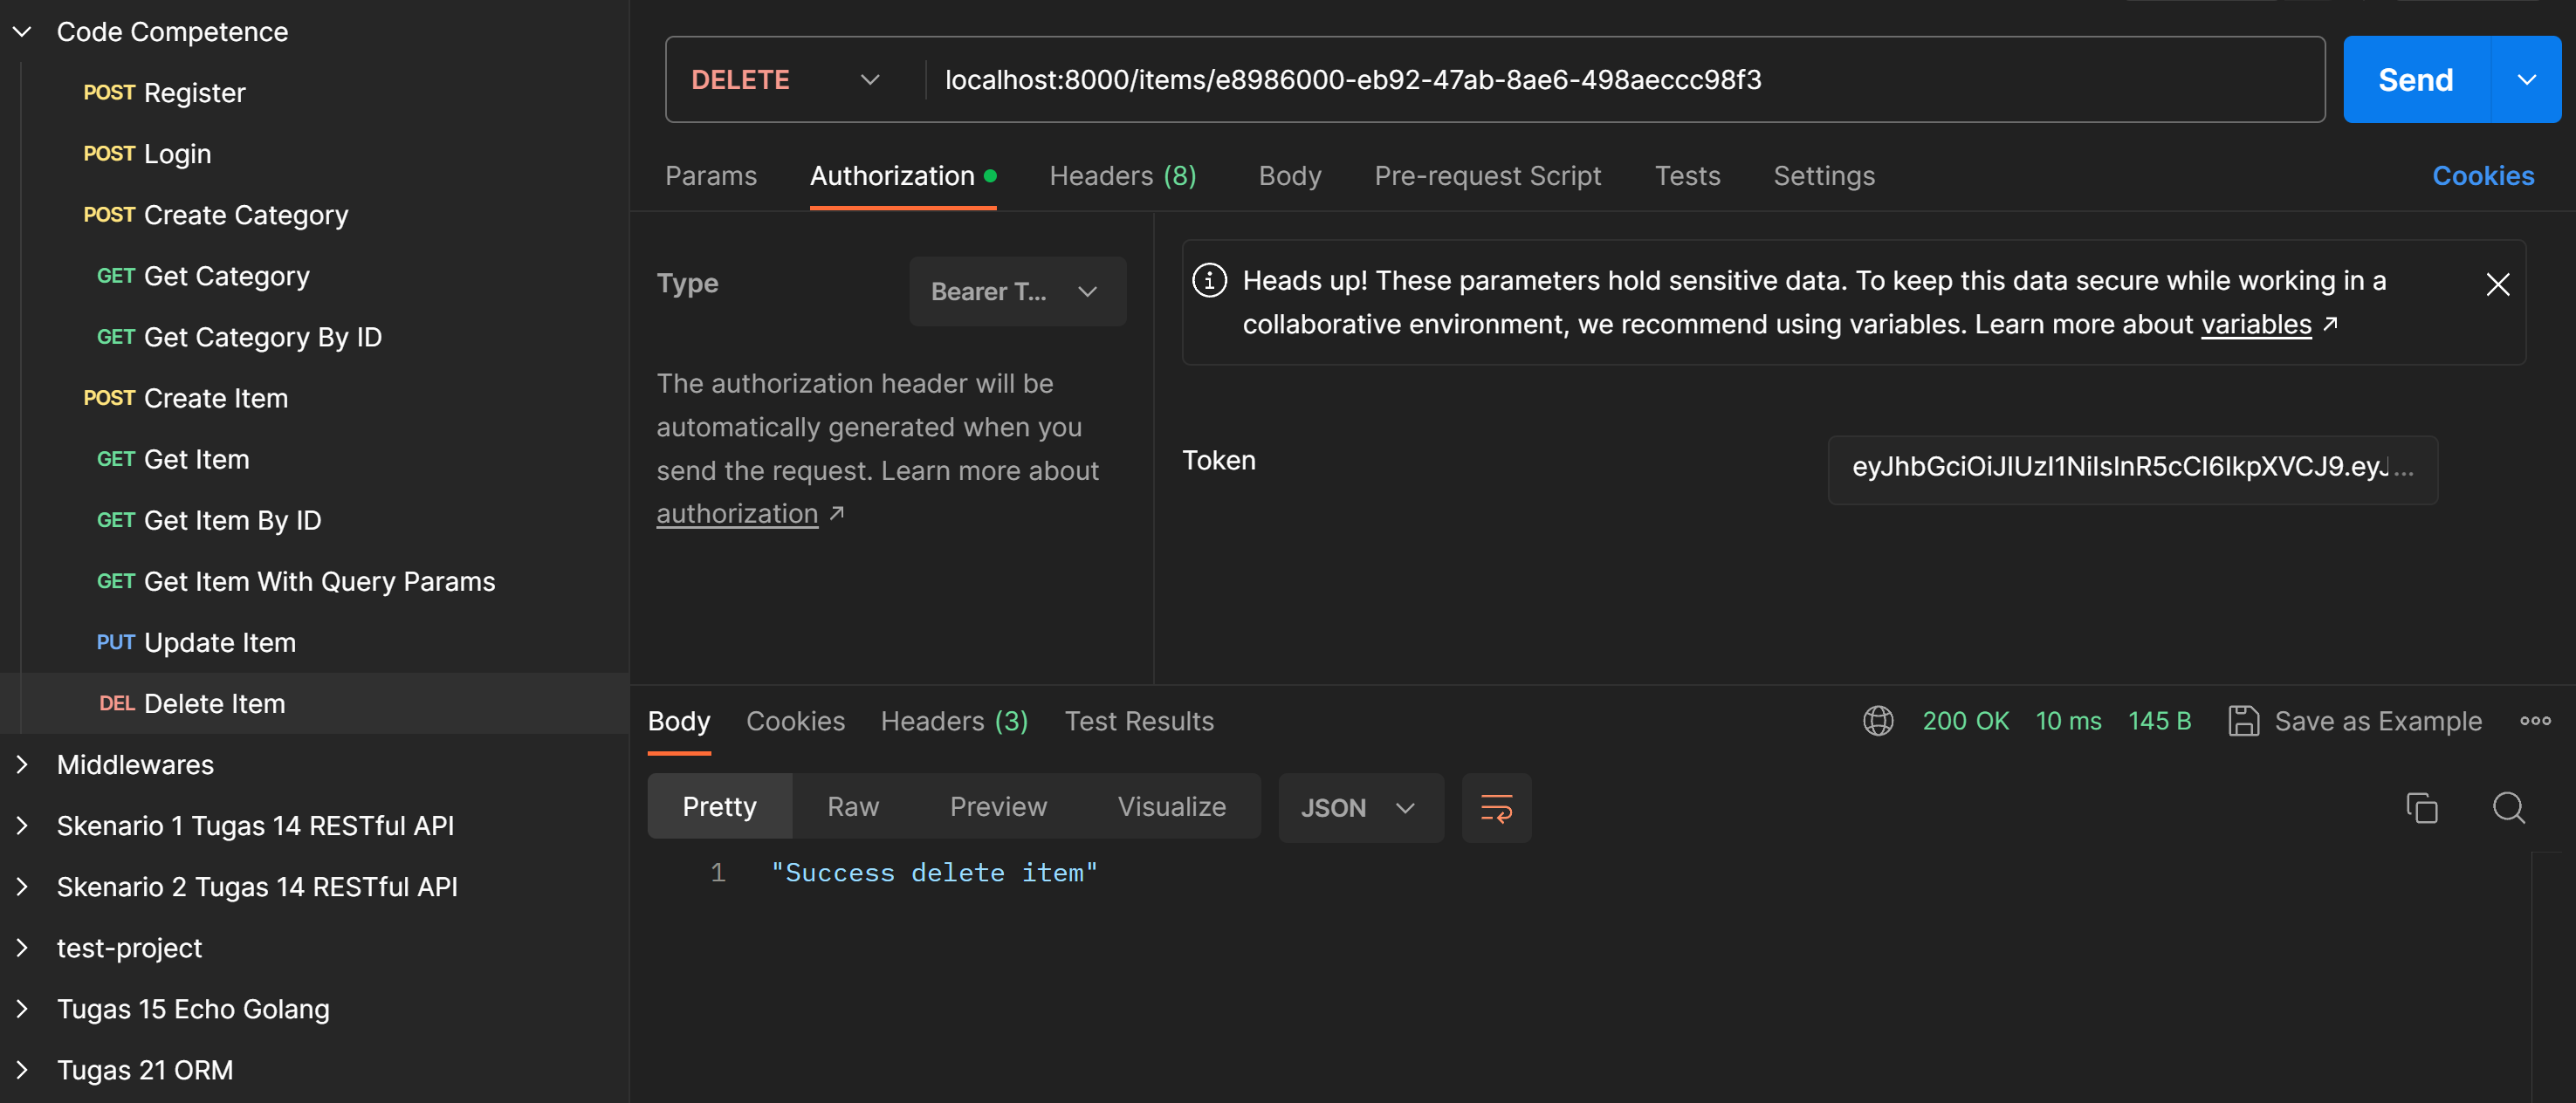 Code Competence
POST Register
POST Login
POST Create Category
GET Get Category
GET Get Category By ID
POST Create Item
GET Get Item
GET Get Item By ID
GET Get Item With Query Params
PUT Update Item
DEL Delete Item
Middlewares
Skenario 1 Tugas 14 RESTful API
Skenario 2 Tugas 14 RESTful API
test-project
Tugas 15 Echo Golang
Tugas 21 ORM
DELETE localhost:8000/items/e8986000-eb92-47ab-8ae6-498aeccc98f3 Send
Params Authorization Headers (8) Body Pre-request Script Tests Settings Cookies
Type Bearer T...
The authorization header will be
automatically generated when you
send the request. Learn more about
authorization ↗
Heads up! These parameters hold sensitive data. To keep this data secure while working in a
collaborative environment, we recommend using variables. Learn more about variables ↗
Token eyJhbGciOiJIUzI1NiIsInR5cCI6IkpXVCJ9.eyJ...
Body Cookies Headers (3) Test Results 200 OK 10 ms 145 B Save as Example
Pretty Raw Preview Visualize JSON
1 "Success delete item"